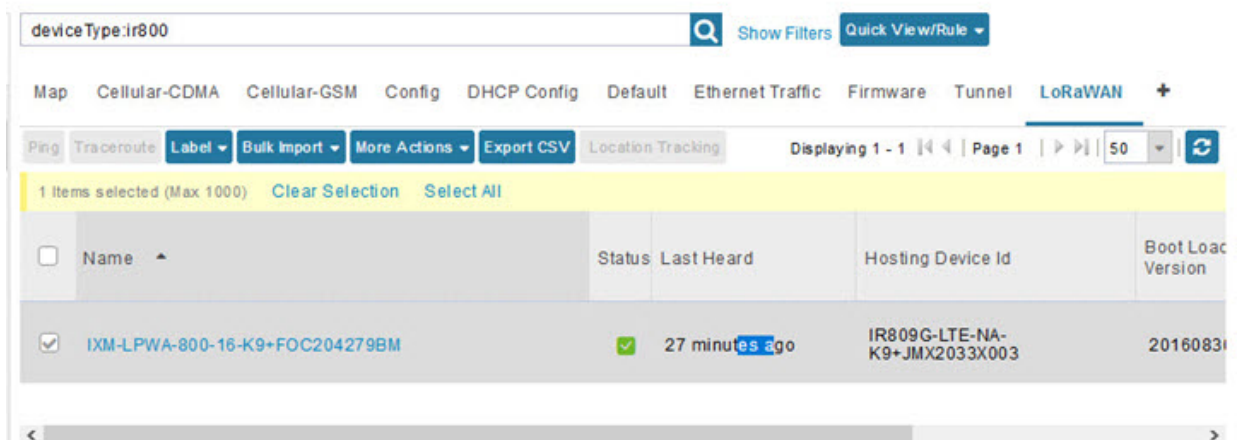 deviceType:ir800 Show Filters Quick View/Rule
Map Cellular-CDMA Cellular-GSM Config DHCP Config Default Ethernet Traffic Firmware Tunnel LoRaWAN +
Ping Traceroute Label Bulk Import More Actions Export CSV Location Tracking Displaying 1 - 1 | Page 1 | | 50 |
1 Items selected (Max 1000) Clear Selection Select All
Name Status Last Heard Hosting Device Id Boot Load
Version
IXM-LPWA-800-16-K9+FOC204279BM 27 minutes ago IR809G-LTE-NA-
K9+JMX2033X003 2016083